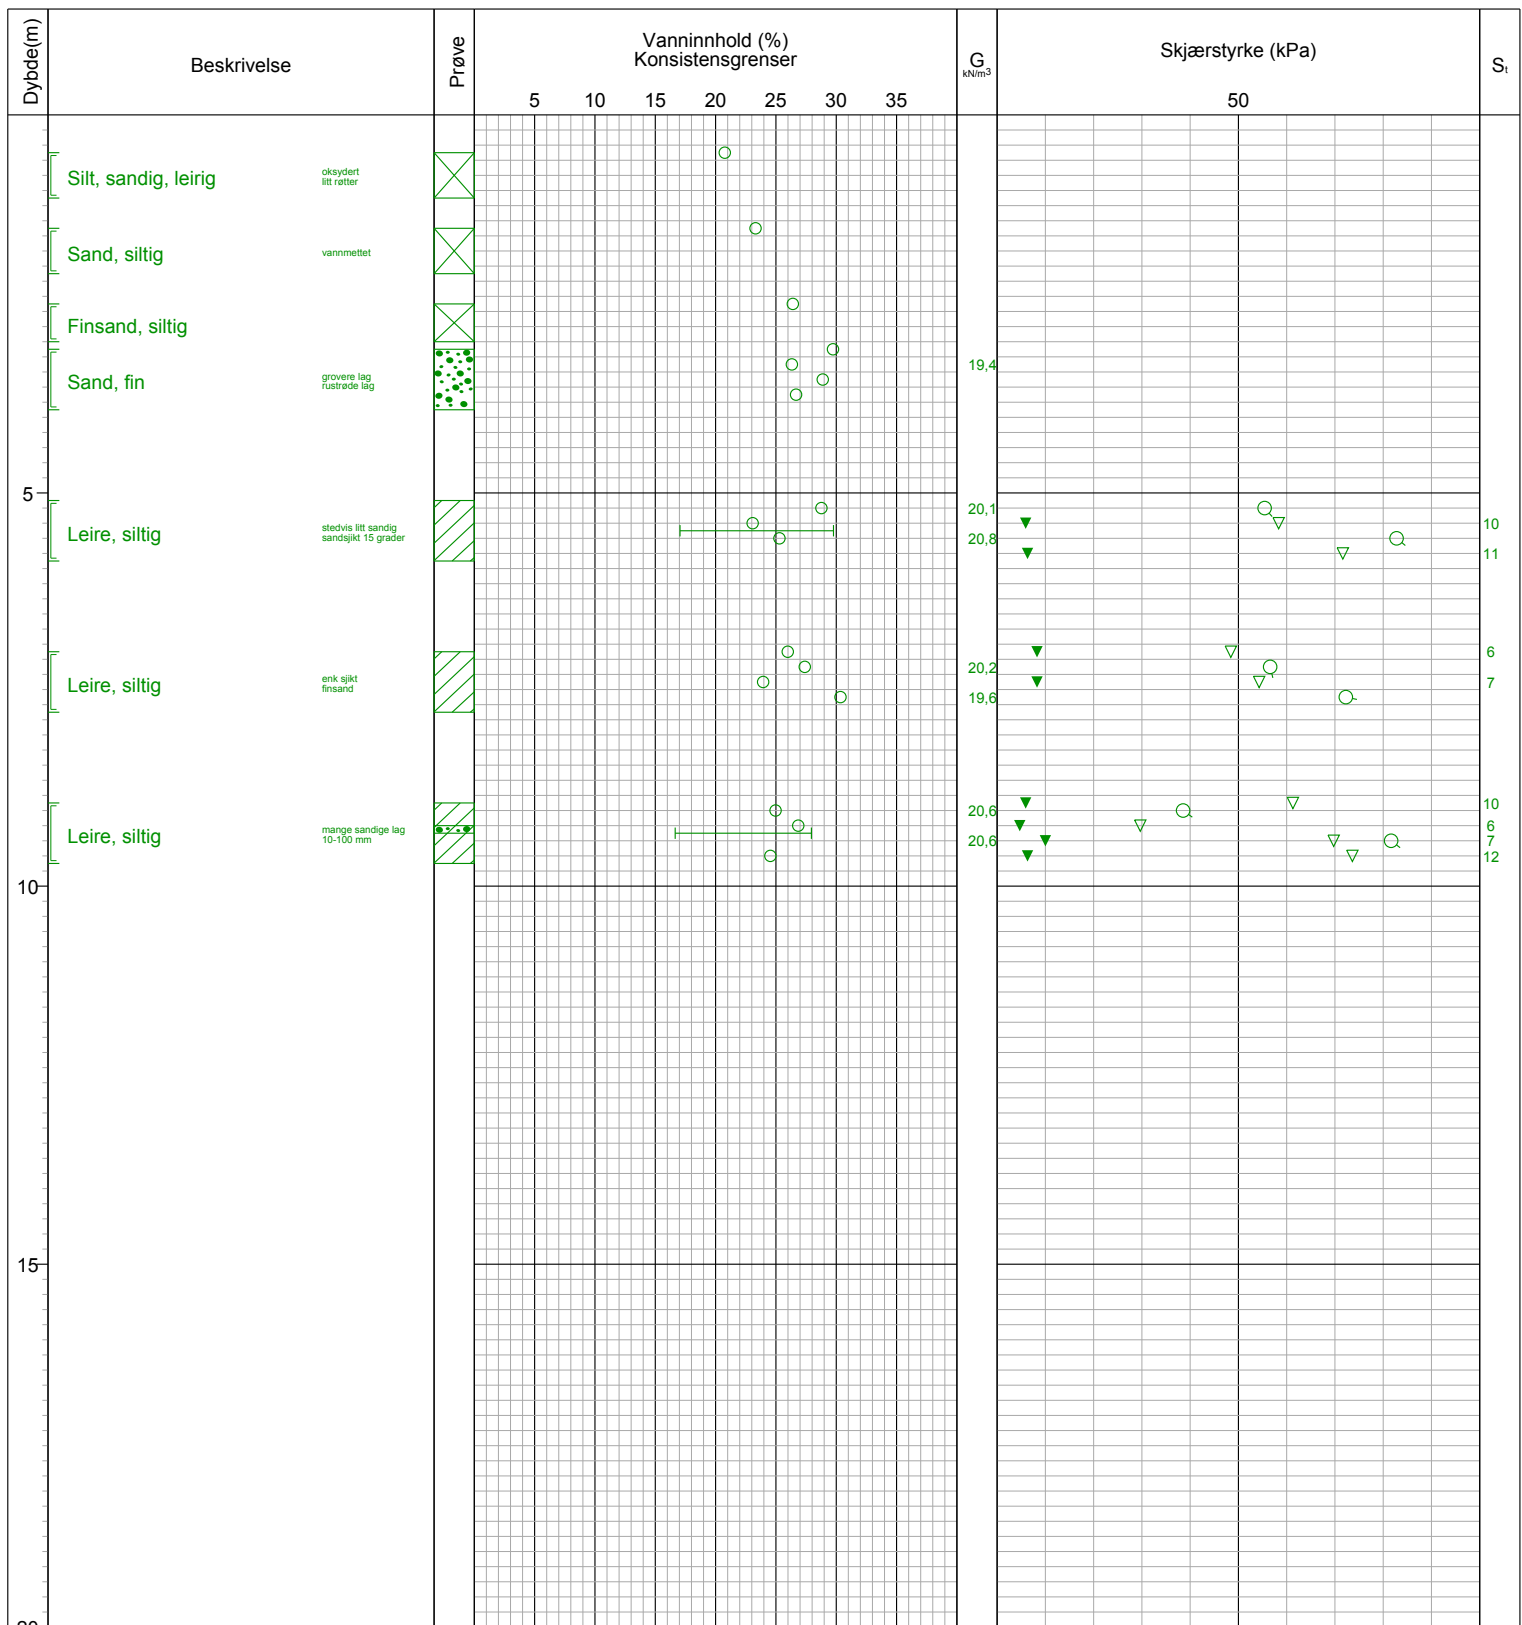 Dybde(m)
Beskrivelse
Prøve
Vanninnhold (%)
Konsistensgrenser
5 10 15 20 25 30 35
G
kN/m3
Skjærstyrke (kPa)
50
St
Silt, sandig, leirig
oksydert
litt røtter
Sand, siltig
vannmettet
Finsand, siltig
Sand, fin
grovere lag
rustrøde lag
19,4
5
Leire, siltig
stedvis litt sandig
sandsjikt 15 grader
20,1
10
20,8
11
Leire, siltig
enk sjikt
finsand
6
20,2
7
19,6
Leire, siltig
mange sandige lag
10-100 mm
10
20,6
6
20,6
7
12
10
15